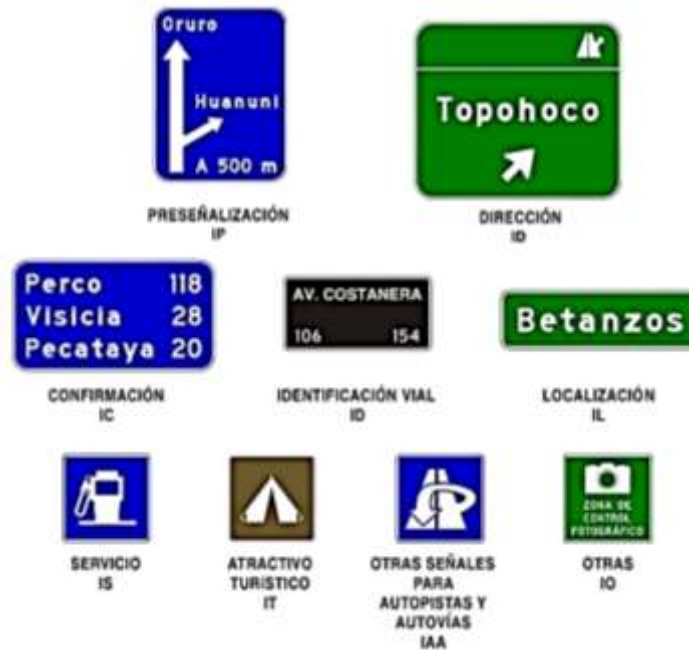 Oruro
Huanuni
A 500 m
PRESEÑALIZACIÓN
IP
Topohoco
DIRECCIÓN
ID
Perco 118
Visicia 28
Pecataya 20
CONFIRMACIÓN
IC
AV. COSTANERA
106 154
IDENTIFICACIÓN VIAL
ID
Betanzos
LOCALIZACIÓN
IL
SERVICIO
IS
ATRACTIVO
TURíSTICO
IT
OTRAS SEÑALES
PARA
AUTOPISTAS Y
AUTOVÍAS
IAA
ZONA DE
CONTROL
FOTOGRÁFICO
OTRAS
IO